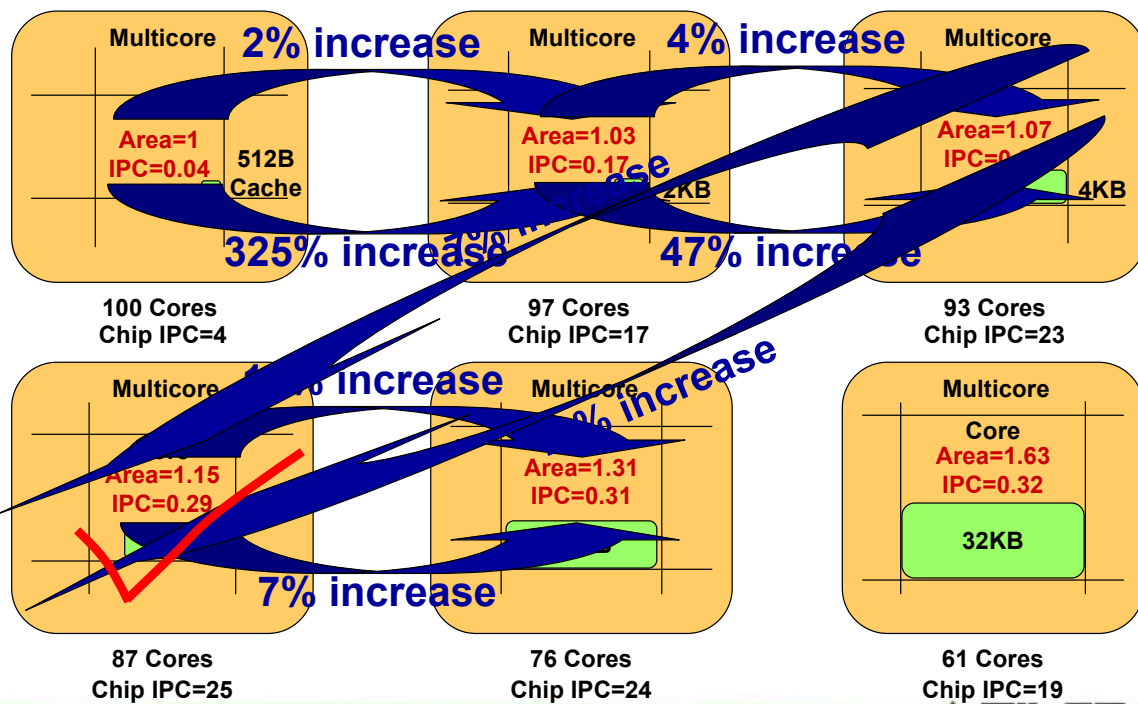 2% increase
4% increase
Multicore
Multicore
Multicore
Area=1
IPC=0.04
512B
Cache
Area=1.03
IPC=0.17
2KB
Area=1.07
4KB
325% increase
7% increase
47% increase
100 Cores
Chip IPC=4
97 Cores
Chip IPC=17
93 Cores
Chip IPC=23
increase
% increase
Multicore
Multicore
Multicore
Area=1.15
IPC=0.29
Area=1.31
IPC=0.31
Core
Area=1.63
IPC=0.32
32KB
7% increase
87 Cores
Chip IPC=25
76 Cores
Chip IPC=24
61 Cores
Chip IPC=19